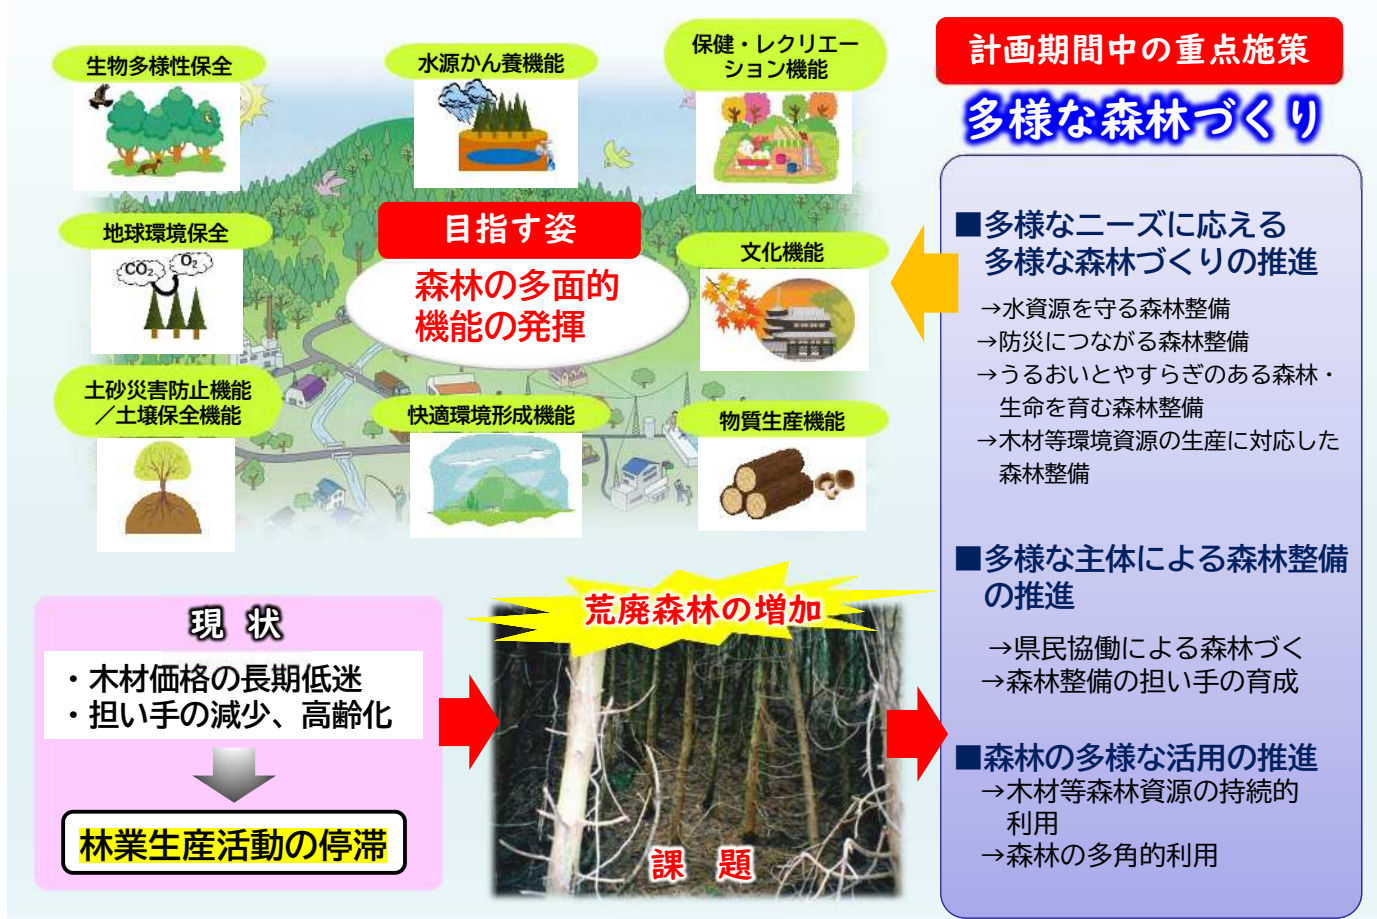 生物多様性保全
水源かん養機能
保健・レクリエー
ション機能
地球環境保全
CO₂
O₂
目指す姿
森林の多面的
機能の発揮
文化機能
土砂災害防止機能
／土壌保全機能
快適環境形成機能
物質生産機能
現 状
・木材価格の長期低迷
・担い手の減少、高齢化
林業生産活動の停滞
荒廃森林の増加
課 題
計画期間中の重点施策
多様な森林づくり
■多様なニーズに応える
多様な森林づくりの推進
→水資源を守る森林整備
→防災につながる森林整備
→うるおいとやすらぎのある森林・
生命を育む森林整備
→木材等環境資源の生産に対応した
森林整備
■多様な主体による森林整備
の推進
→県民協働による森林づく
→森林整備の担い手の育成
■森林の多様な活用の推進
→木材等森林資源の持続的
利用
→森林の多角的利用